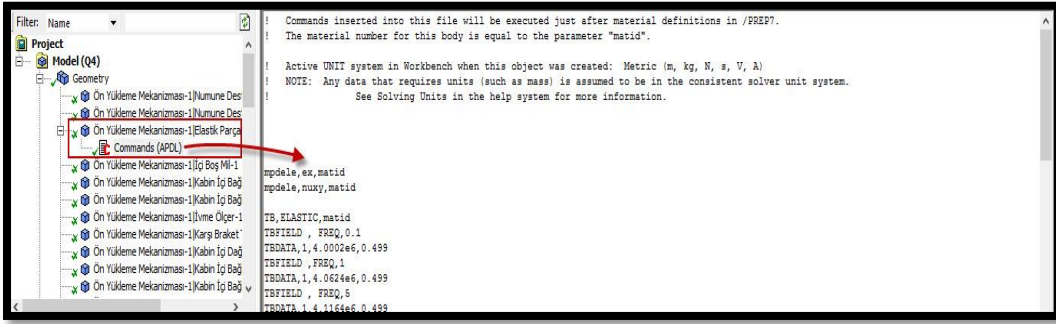 Filter: Name
Project
Model (Q4)
Geometry
Ön Yükleme Mekanizması-1|Numune Des
Ön Yükleme Mekanizması-1|Numune Des
Ön Yükleme Mekanizması-1|Elastik Parça
Commands (APDL)
Ön Yükleme Mekanizması-1|İçi Boş Mil-1
Ön Yükleme Mekanizması-1|Kabin İçi Bağ
Ön Yükleme Mekanizması-1|Kabin İçi Bağ
Ön Yükleme Mekanizması-1|İvme Ölçer-1
Ön Yükleme Mekanizması-1|Karşı Braket
Ön Yükleme Mekanizması-1|Kabin İçi Dağ
Ön Yükleme Mekanizması-1|Kabin İçi Bağ
Ön Yükleme Mekanizması-1|Kabin İçi Bağ
! Commands inserted into this file will be executed just after material definitions in /PREP7.
! The material number for this body is equal to the parameter "matid".
! Active UNIT system in Workbench when this object was created: Metric (m, kg, N, s, V, A)
! NOTE: Any data that requires units (such as mass) is assumed to be in the consistent solver unit system.
! See Solving Units in the help system for more information.
mpdele,ex,matid
mpdele,nuxy,matid
TB,ELASTIC,matid
TBFIELD , FREQ,0.1
TBDATA,1,4.0002e6,0.499
TBFIELD ,FREQ,1
TBDATA,1,4.0624e6,0.499
TBFIELD , FREQ,5
TBDATA,1,4.1164e6,0.499